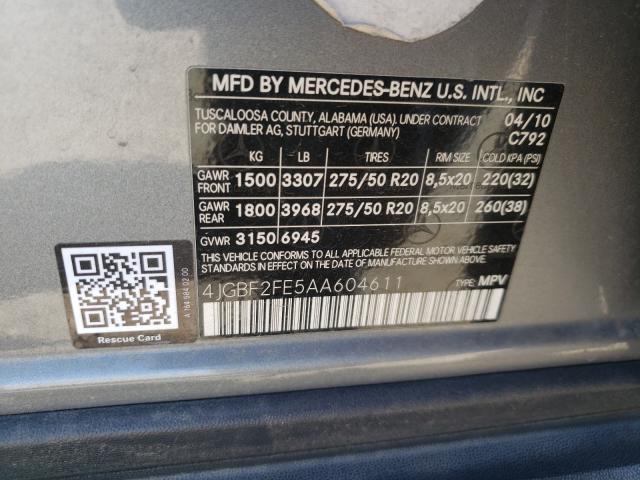 MFD BY MERCEDES-BENZ U.S. INTL., INC
TUSCALOOSA COUNTY, ALABAMA (USA). UNDER CONTRACT 04/10
FOR DAIMLER AG, STUTTGART (GERMANY) C792
KG LB TIRES RIM SIZE COLD KPA (PSI)
GAWR FRONT 1500 3307 275/50 R20 8,5x20 220(32)
GAWR REAR 1800 3968 275/50 R20 8,5x20 260(38)
GVWR 3150 6945
THIS VEHICLE CONFORMS TO ALL APPLICABLE FEDERAL MOTOR VEHICLE SAFETY
STANDARDS IN EFFECT ON THE DATE OF MANUFACTURE SHOWN ABOVE.
4JGBF2FE5AA604611 TYPE: MPV
A 164 584 02 00
Rescue Card